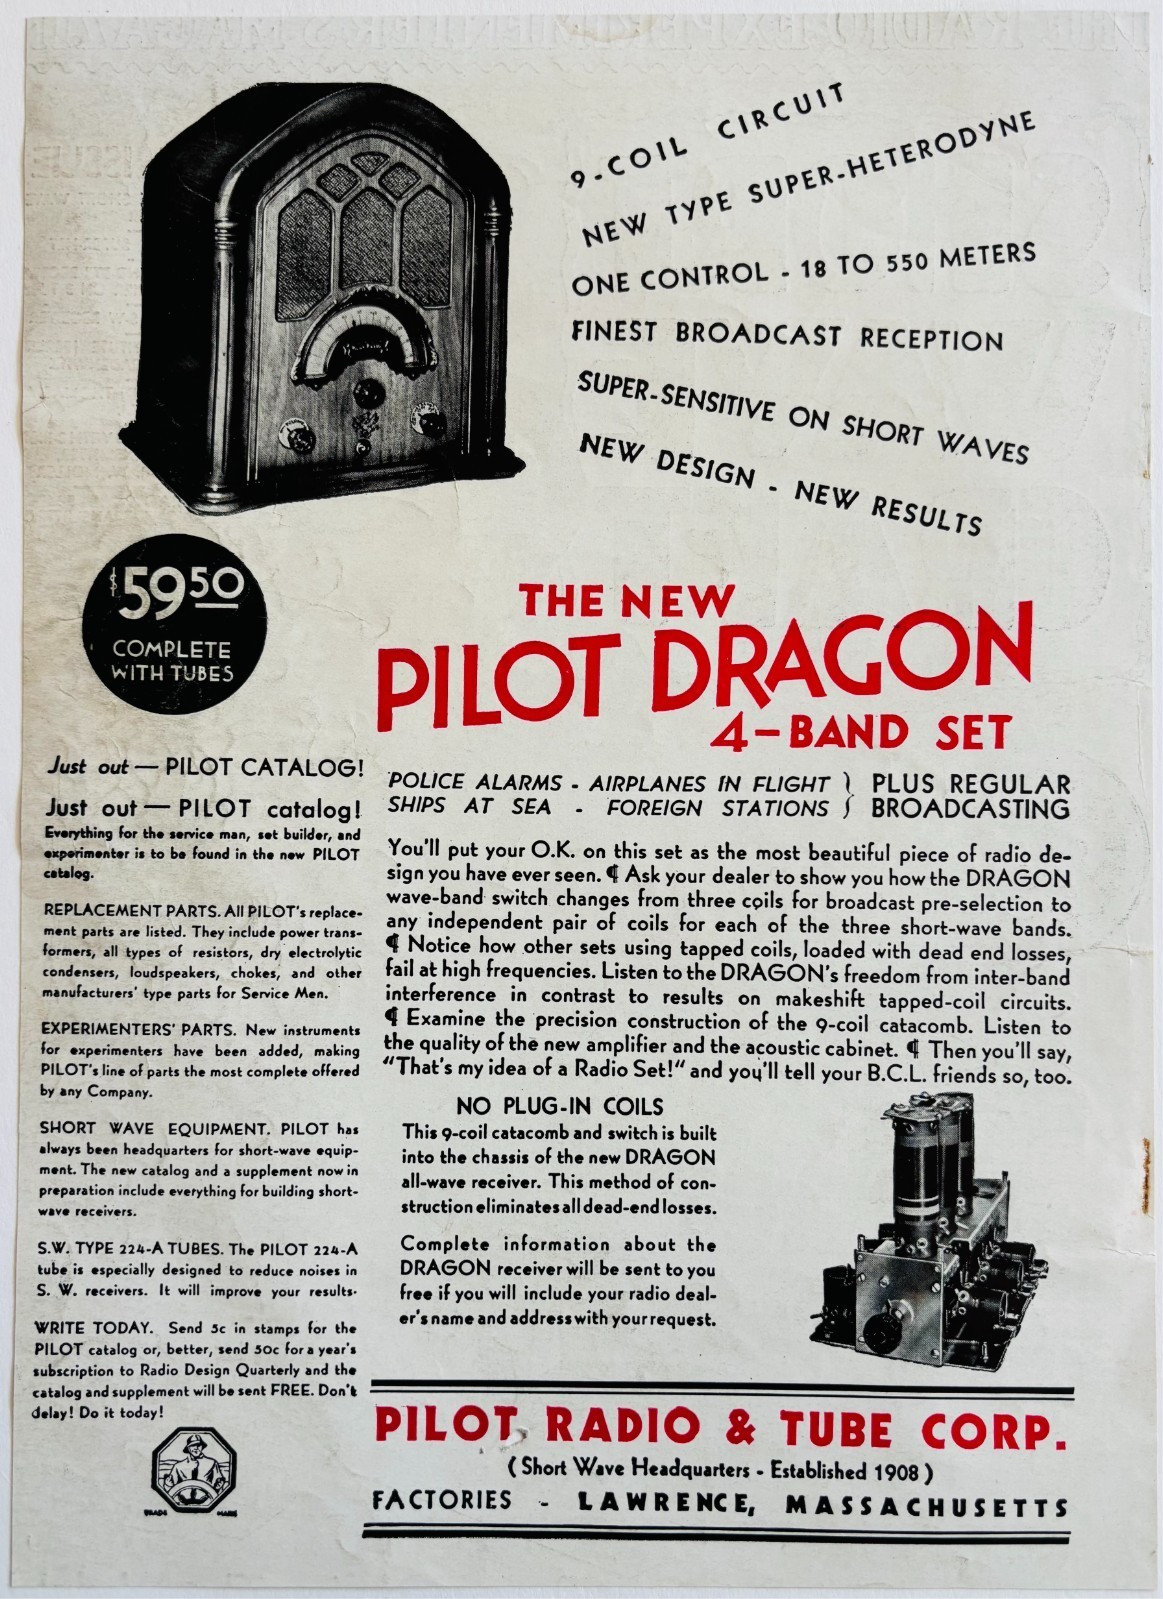 9-COIL CIRCUIT
NEW TYPE SUPER-HETERODYNE
ONE CONTROL - 18 TO 550 METERS
FINEST BROADCAST RECEPTION
SUPER-SENSITIVE ON SHORT WAVES
NEW DESIGN - NEW RESULTS
$59 50
COMPLETE
WITH TUBES
THE NEW
PILOT DRAGON
4-BAND SET
Just out — PILOT CATALOG!
Just out — PILOT catalog!
Everything for the service man, set builder, and
experimenter is to be found in the new PILOT
catalog.
REPLACEMENT PARTS. All PILOT's replace-
ment parts are listed. They include power trans-
formers, all types of resistors, dry electrolytic
condensers, loudspeakers, chokes, and other
manufacturers' type parts for Service Men.
EXPERIMENTERS' PARTS. New instruments
for experimenters have been added, making
PILOT's line of parts the most complete offered
by any Company.
SHORT WAVE EQUIPMENT. PILOT has
always been headquarters for short-wave equip-
ment. The new catalog and a supplement now in
preparation include everything for building short-
wave receivers.
S.W. TYPE 224-A TUBES. The PILOT 224-A
tube is especially designed to reduce noises in
S. W. receivers. It will improve your results.
WRITE TODAY. Send 5c in stamps for the
PILOT catalog or, better, send 50c for a year's
subscription to Radio Design Quarterly and the
catalog and supplement will be sent FREE. Don't
delay! Do it today!
TRADE MARK
POLICE ALARMS - AIRPLANES IN FLIGHT } PLUS REGULAR
SHIPS AT SEA - FOREIGN STATIONS } BROADCASTING
You'll put your O.K. on this set as the most beautiful piece of radio de-
sign you have ever seen. ¶ Ask your dealer to show you how the DRAGON
wave-band switch changes from three coils for broadcast pre-selection to
any independent pair of coils for each of the three short-wave bands.
¶ Notice how other sets using tapped coils, loaded with dead end losses,
fail at high frequencies. Listen to the DRAGON's freedom from inter-band
interference in contrast to results on makeshift tapped-coil circuits.
¶ Examine the precision construction of the 9-coil catacomb. Listen to
the quality of the new amplifier and the acoustic cabinet. ¶ Then you'll say,
"That's my idea of a Radio Set!" and you'll tell your B.C.L. friends so, too.
NO PLUG-IN COILS
This 9-coil catacomb and switch is built
into the chassis of the new DRAGON
all-wave receiver. This method of con-
struction eliminates all dead-end losses.
Complete information about the
DRAGON receiver will be sent to you
free if you will include your radio deal-
er's name and address with your request.
PILOT RADIO & TUBE CORP.
(Short Wave Headquarters - Established 1908)
FACTORIES - LAWRENCE, MASSACHUSETTS